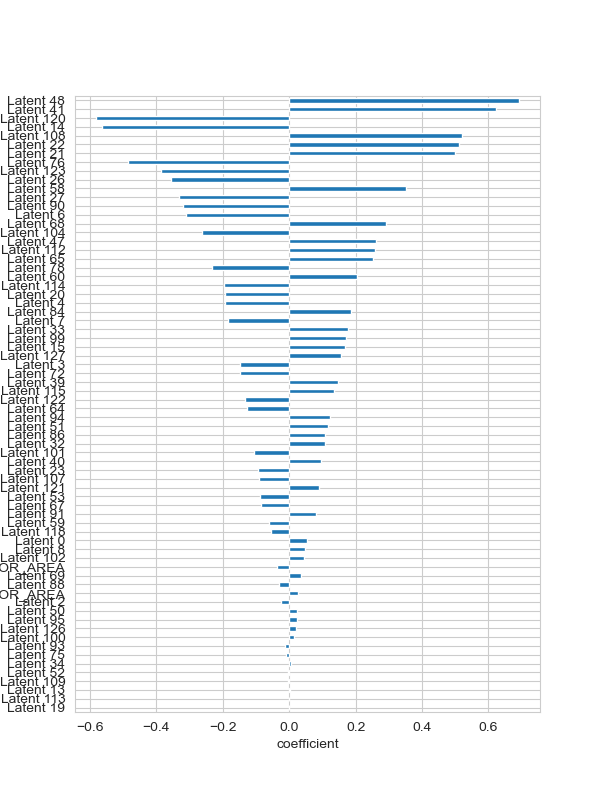 Latent 48
Latent 41
Latent 120
Latent 14
Latent 108
Latent 22
Latent 21
Latent 76
Latent 123
Latent 26
Latent 58
Latent 27
Latent 90
Latent 6
Latent 68
Latent 104
Latent 47
Latent 112
Latent 65
Latent 78
Latent 60
Latent 114
Latent 20
Latent 4
Latent 84
Latent 7
Latent 33
Latent 99
Latent 15
Latent 127
Latent 3
Latent 72
Latent 39
Latent 115
Latent 122
Latent 64
Latent 94
Latent 51
Latent 86
Latent 32
Latent 101
Latent 40
Latent 23
Latent 107
Latent 121
Latent 53
Latent 67
Latent 91
Latent 59
Latent 118
Latent 0
Latent 8
Latent 102
OR_AREA
Latent 69
Latent 88
OR_AREA
Latent 2
Latent 50
Latent 95
Latent 126
Latent 100
Latent 93
Latent 75
Latent 34
Latent 52
Latent 109
Latent 13
Latent 113
Latent 19
−0.6 −0.4 −0.2 0.0 0.2 0.4 0.6
coefficient